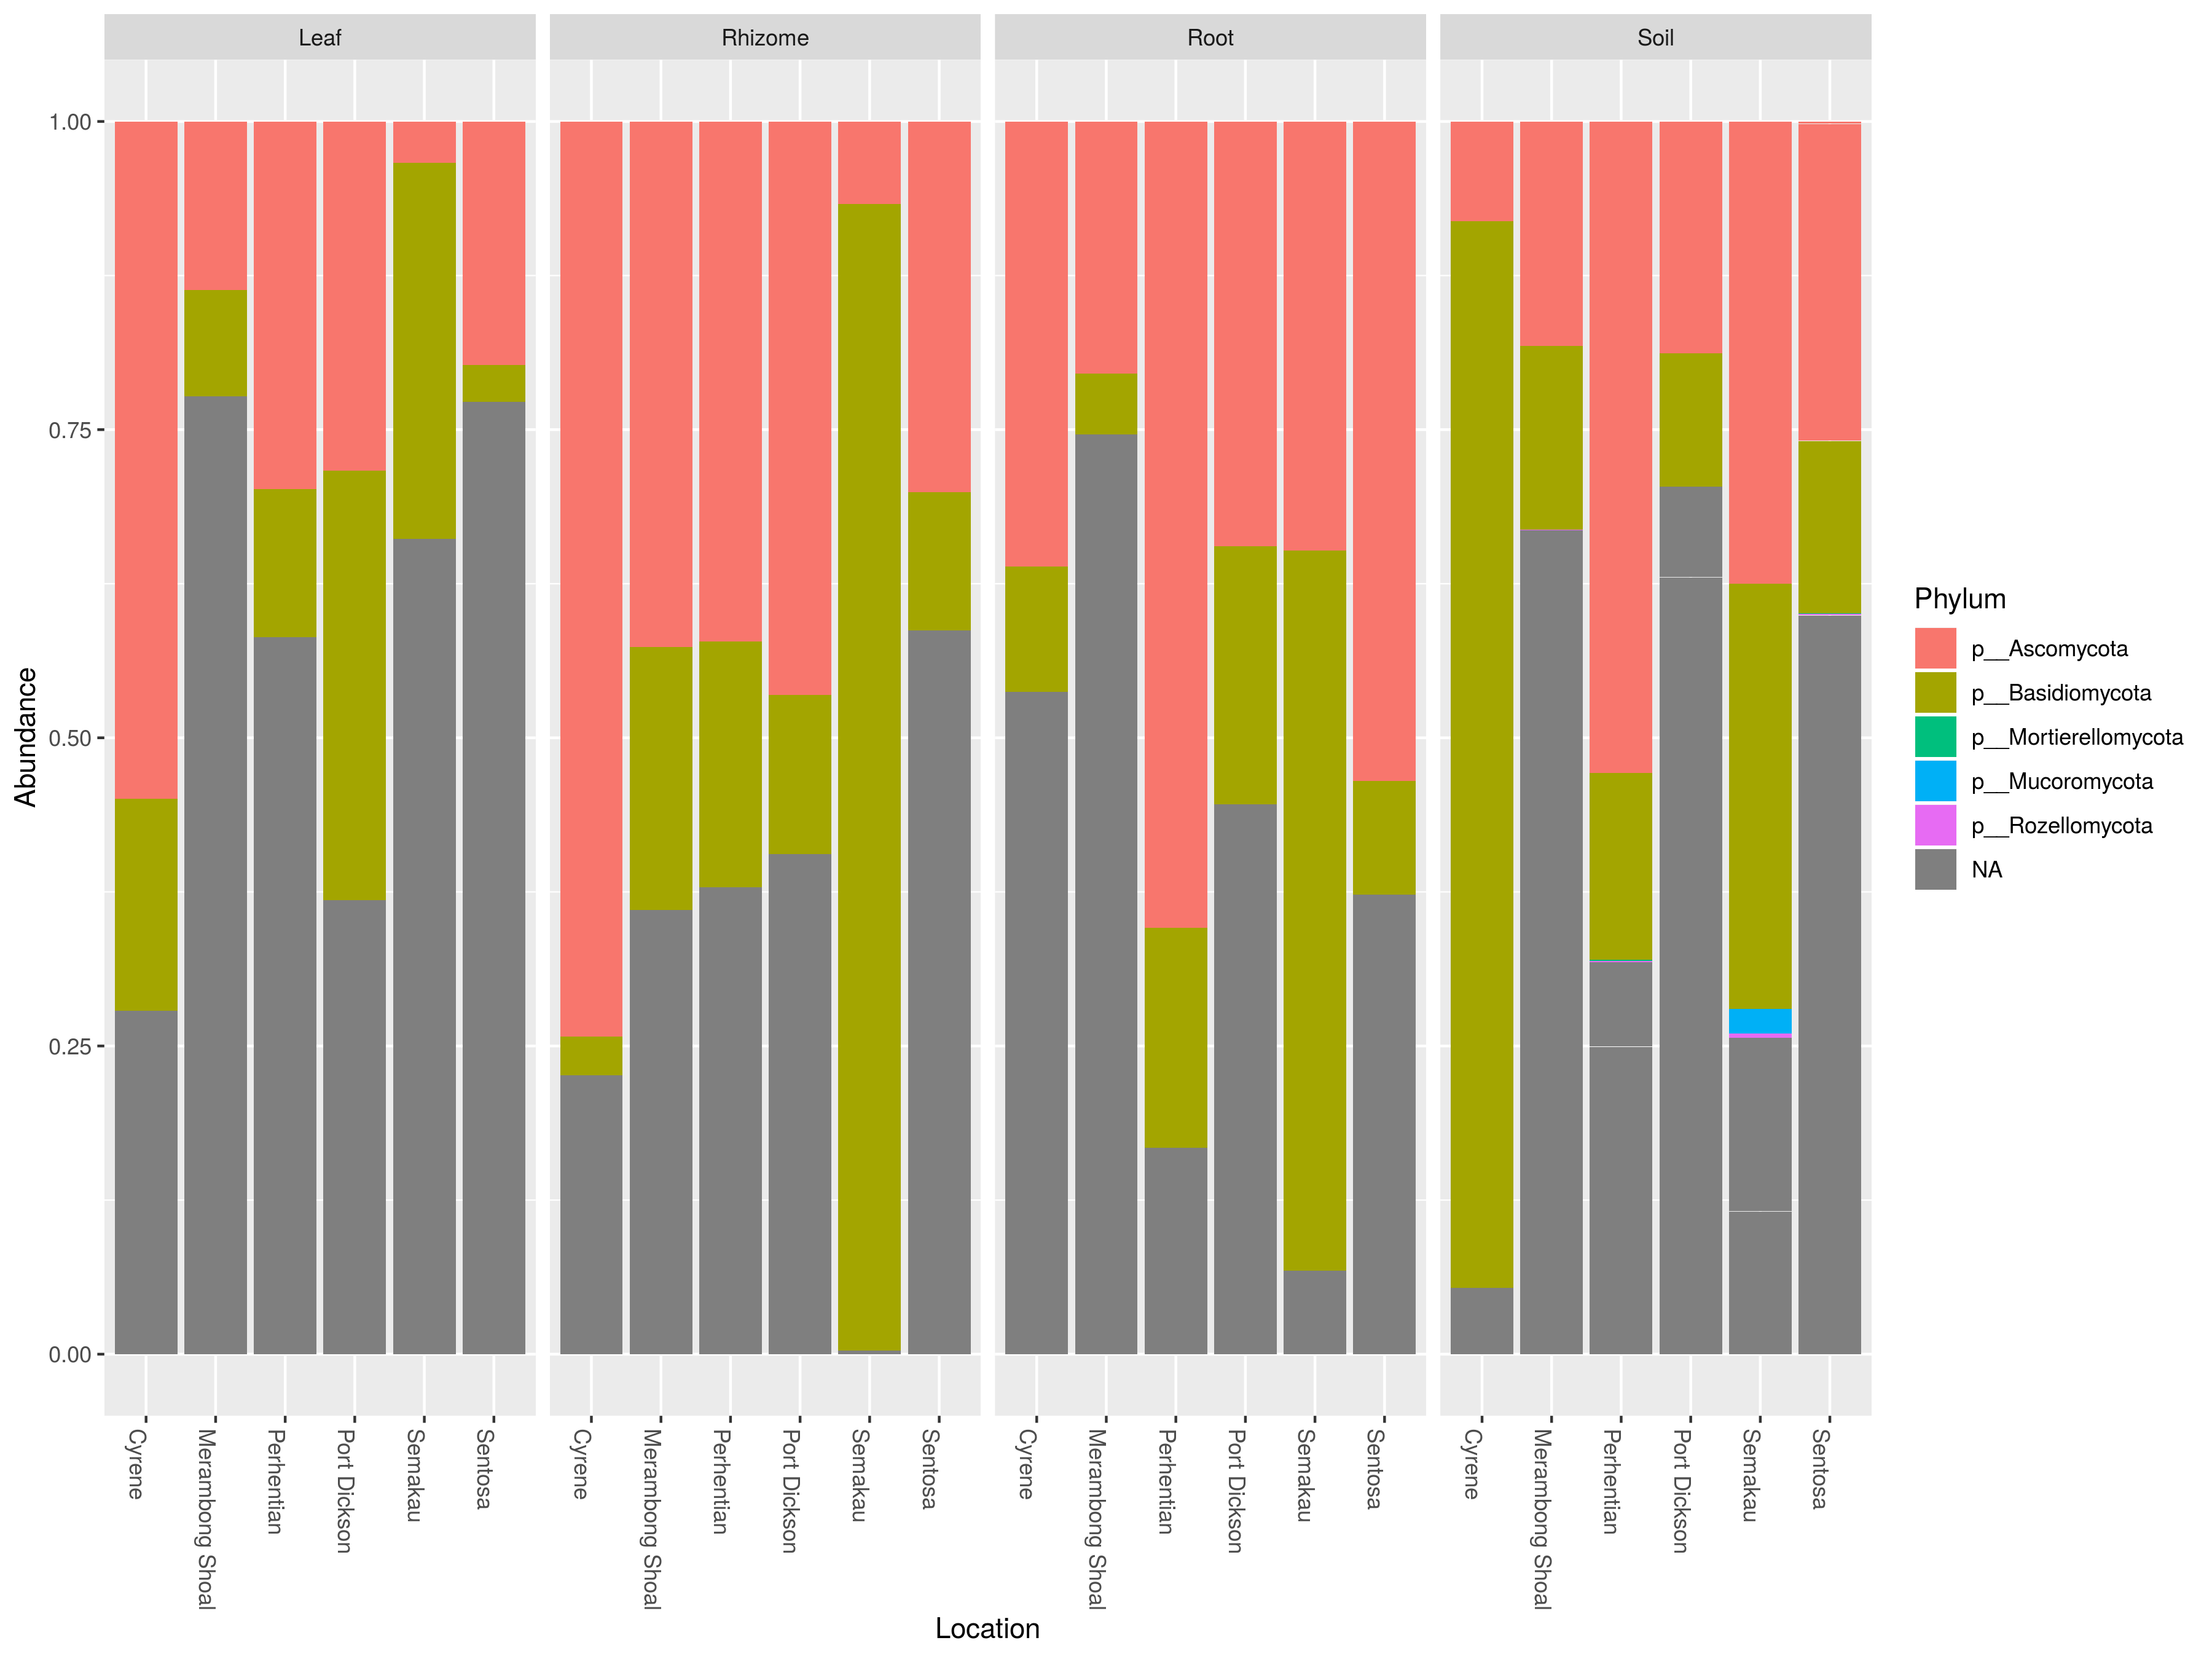 Leaf
Rhizome
Root
Soil
1.00
0.75
0.50
0.25
0.00
Abundance
Cyrene
Merambong Shoal
Perhentian
Port Dickson
Semakau
Sentosa
Cyrene
Merambong Shoal
Perhentian
Port Dickson
Semakau
Sentosa
Cyrene
Merambong Shoal
Perhentian
Port Dickson
Semakau
Sentosa
Cyrene
Merambong Shoal
Perhentian
Port Dickson
Semakau
Sentosa
Location
Phylum
p__Ascomycota
p__Basidiomycota
p__Mortierellomycota
p__Mucoromycota
p__Rozellomycota
NA